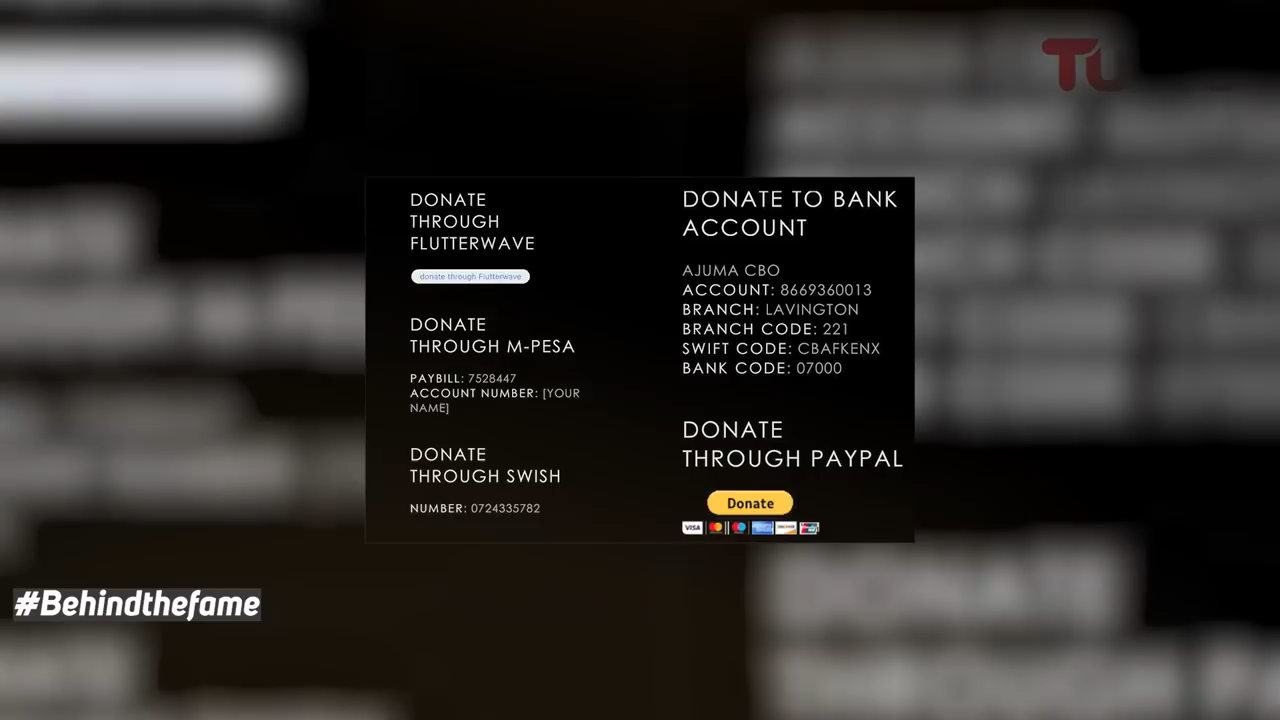 TU
DONATE
THROUGH
FLUTTERWAVE
donate through Flutterwave
DONATE
THROUGH M-PESA
PAYBILL: 7528447
ACCOUNT NUMBER: [YOUR
NAME]
DONATE
THROUGH SWISH
NUMBER: 0724335782
DONATE TO BANK
ACCOUNT
AJUMA CBO
ACCOUNT: 8669360013
BRANCH: LAVINGTON
BRANCH CODE: 221
SWIFT CODE: CBAFKENX
BANK CODE: 07000
DONATE
THROUGH PAYPAL
Donate
VISA
#Behindthefame